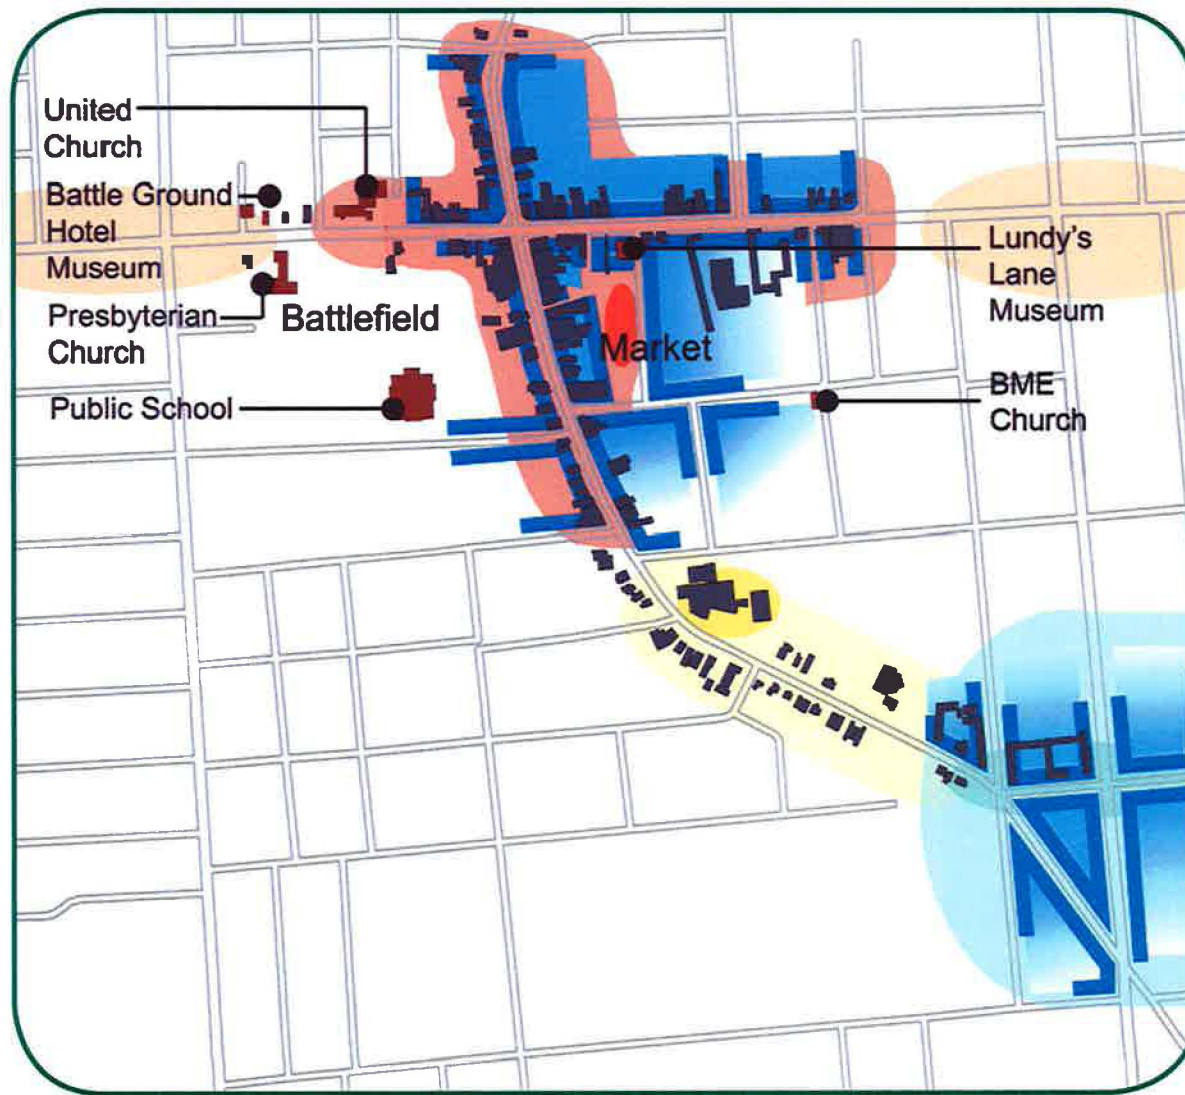 United
Church
Battle Ground
Hotel
Museum
Presbyterian
Church
Battlefield
Public School
Market
Lundy's
Lane
Museum
BME
Church